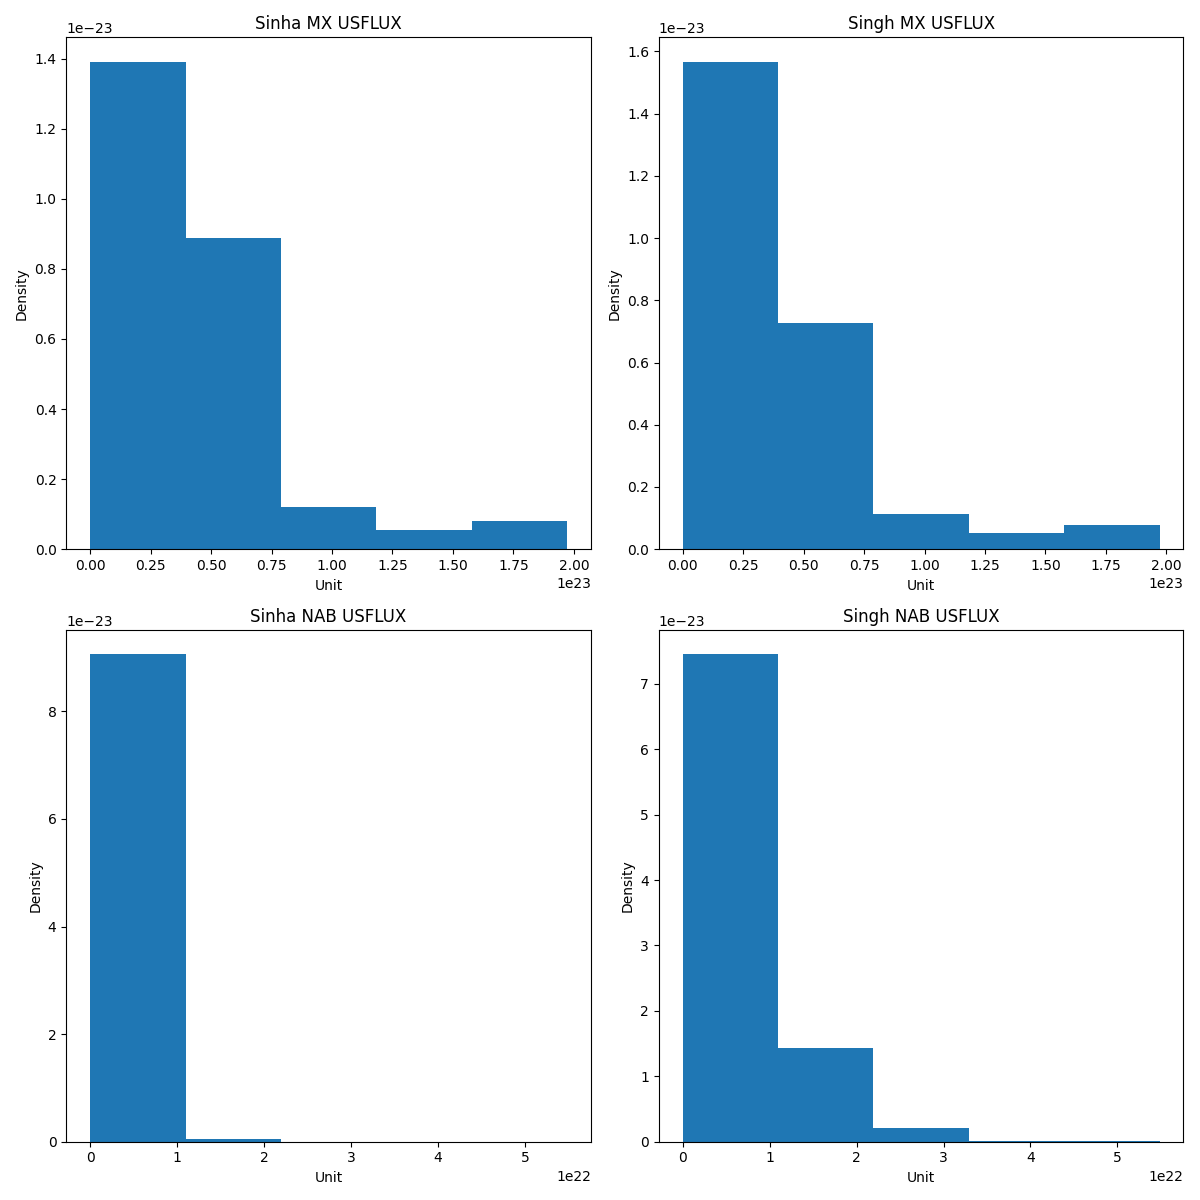 Sinha MX USFLUX
1e−23
1.4
1.2
1.0
0.8
0.6
0.4
0.2
0.0
Density
0.00 0.25 0.50 0.75 1.00 1.25 1.50 1.75 2.00
1e23
Unit
Singh MX USFLUX
1e−23
1.6
1.4
1.2
1.0
0.8
0.6
0.4
0.2
0.0
Density
0.00 0.25 0.50 0.75 1.00 1.25 1.50 1.75 2.00
1e23
Unit
Sinha NAB USFLUX
1e−23
8
6
4
2
0
Density
0 1 2 3 4 5
1e22
Unit
Singh NAB USFLUX
1e−23
7
6
5
4
3
2
1
0
Density
0 1 2 3 4 5
1e22
Unit